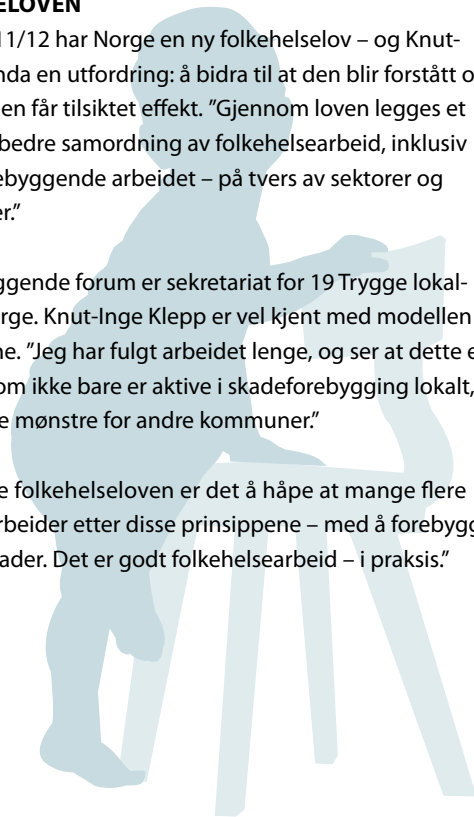 ELOVEN
11/12 har Norge en ny folkehelselov – og Knut-
nda en utfordring: å bidra til at den blir forstått o
en får tilsiktet effekt. ”Gjennom loven legges et
bedre samordning av folkehelsearbeid, inklusiv
ebyggende arbeidet – på tvers av sektorer og
er.”
ggende forum er sekretariat for 19 Trygge lokal-
rge. Knut-Inge Klepp er vel kjent med modellen
ne. ”Jeg har fulgt arbeidet lenge, og ser at dette e
om ikke bare er aktive i skadeforebygging lokalt,
e mønstre for andre kommuner.”
e folkehelseloven er det å håpe at mange flere
rbeider etter disse prinsippene – med å forebygg
ader. Det er godt folkehelsearbeid – i praksis.”